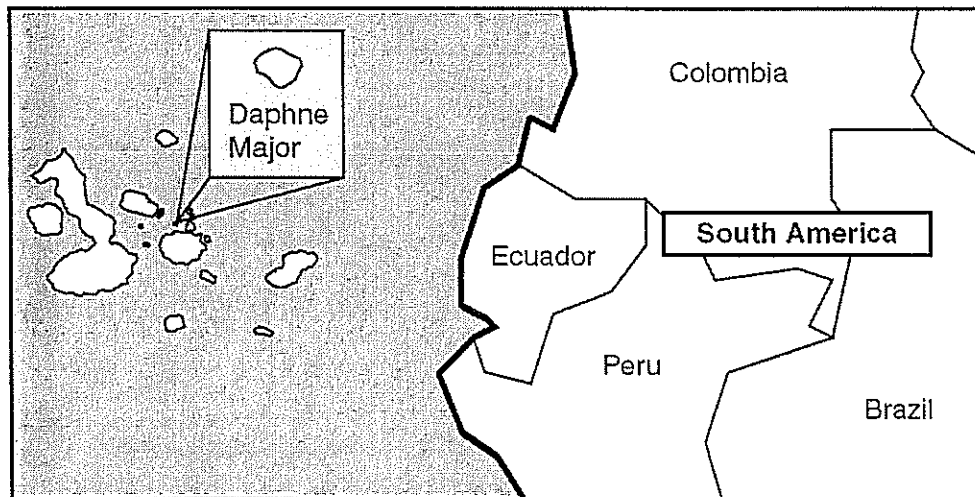 Daphne
Major
Colombia
Ecuador
South America
Peru
Brazil